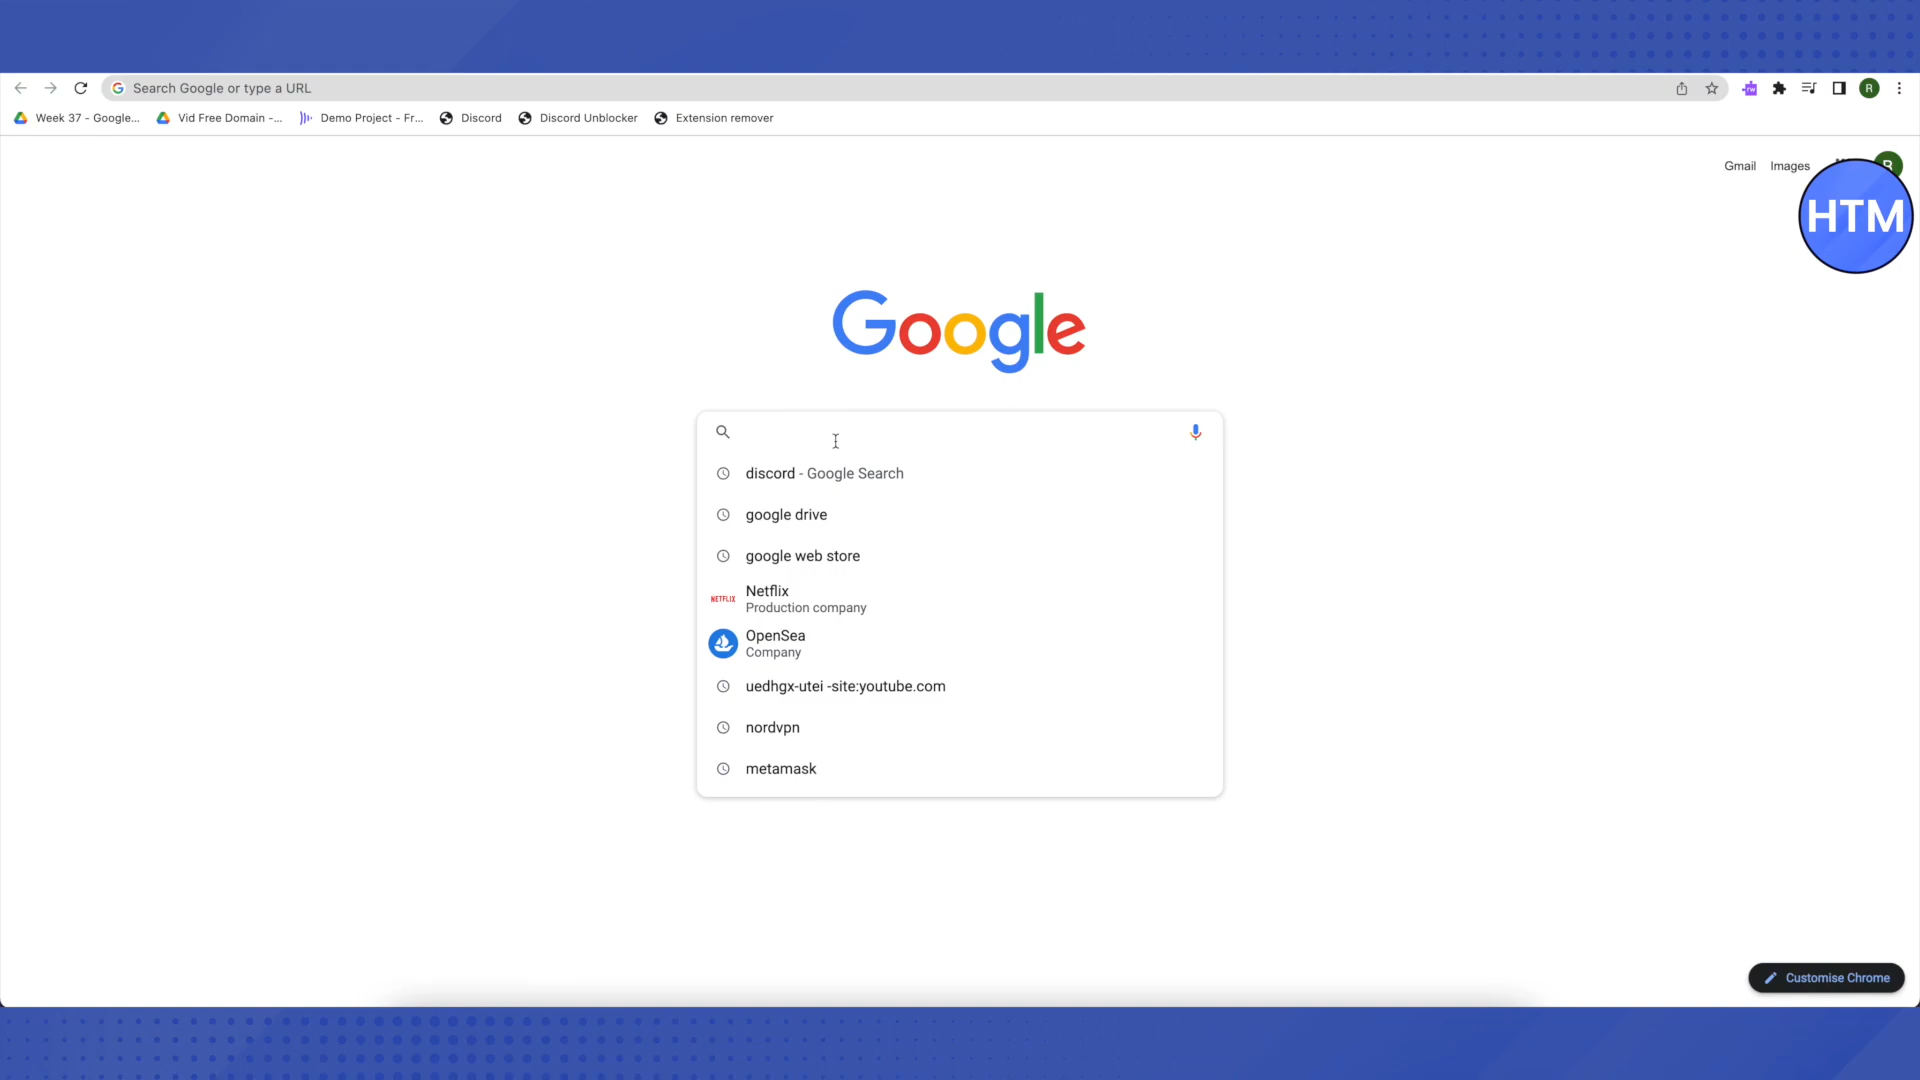 Search Google or type a URL
R
Week 37 - Google...
Vid Free Domain -...
Demo Project - Fr...
Discord
Discord Unblocker
Extension remover
Gmail
Images
R
HTM
Google
discord - Google Search
google drive
google web store
NETFLIX
Netflix
Production company
OpenSea
Company
uedhgx-utei -site:youtube.com
nordvpn
metamask
Customise Chrome